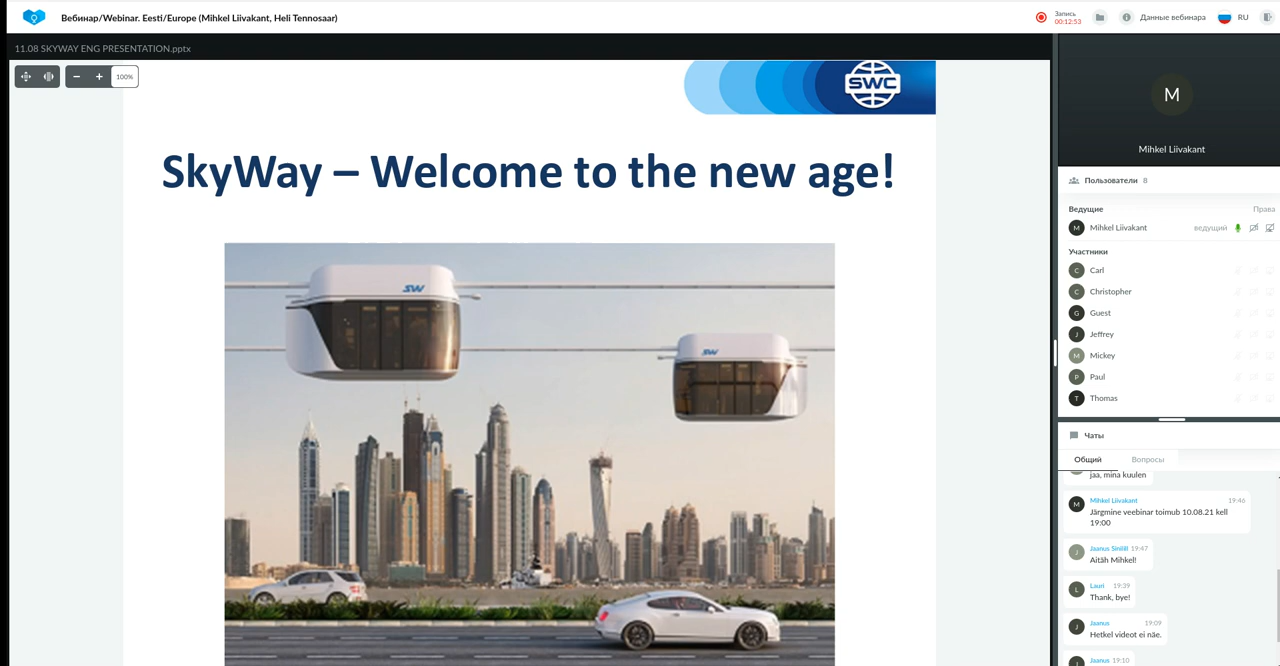 Вебинар/Webinar. Eesti/Europe (Mihkel Liivakant, Heli Tennosaar)
Запись
00:12:53
Данные вебинара
RU
11.08 SKYWAY ENG PRESENTATION.pptx
100%
SWC
SkyWay – Welcome to the new age!
SW
SW
M
Mihkel Liivakant
Пользователи 8
Ведущие Права
M Mihkel Liivakant ведущий
Участники
C Carl
C Christopher
G Guest
J Jeffrey
M Mickey
P Paul
T Thomas
Чаты
Общий Вопросы
jaa, mina kuulen
M Mihkel Liivakant 19:46
Järgmine veebinar toimub 10.08.21 kell
19:00
J Jaanus Siniäll 19:47
Aitäh Mihkel!
L Lauri 19:39
Thank, bye!
J Jaanus 19:09
Hetkel videot ei näe.
J Jaanus 19:10